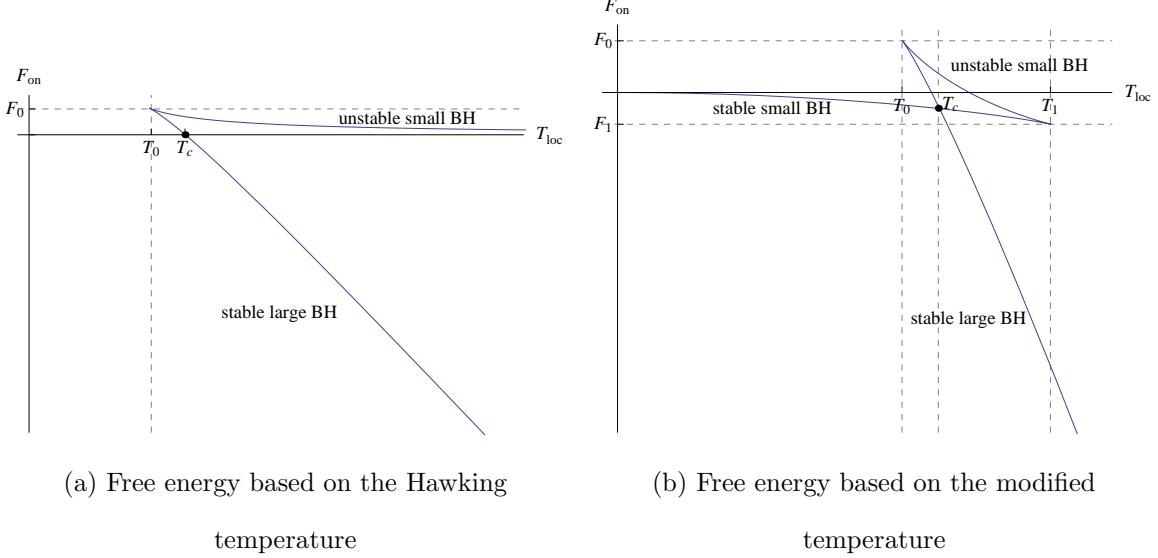 F_on
F_0
unstable small BH
T_loc
T_0
T_c
stable large BH
(a) Free energy based on the Hawking
temperature
F_on
F_0
unstable small BH
T_loc
T_0
T_c
T_1
stable small BH
F_1
stable large BH
(b) Free energy based on the modified
temperature